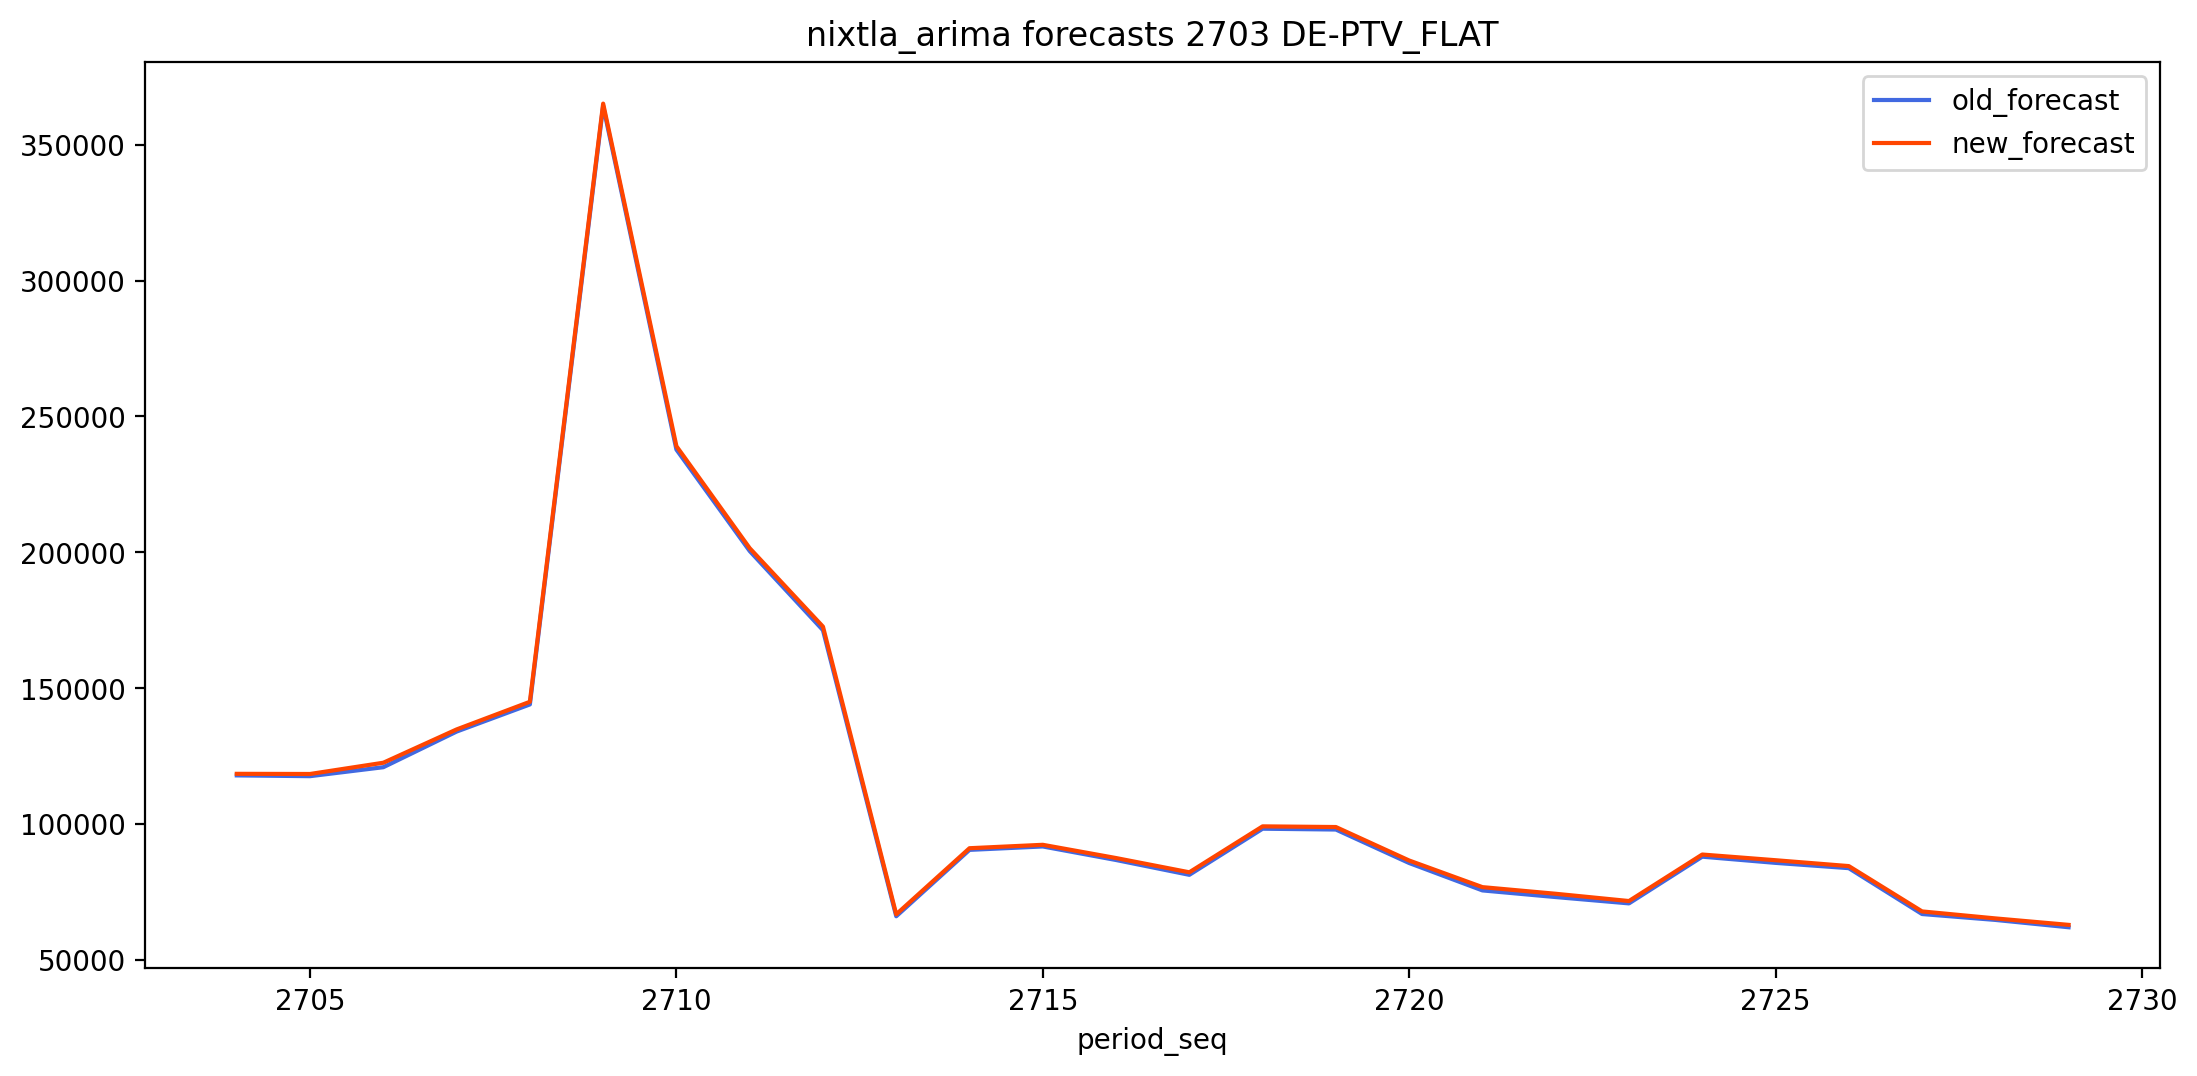 nixtla_arima forecasts 2703 DE-PTV_FLAT
old_forecast
new_forecast
350000
300000
250000
200000
150000
100000
50000
2705 2710 2715 2720 2725 2730
period_seq